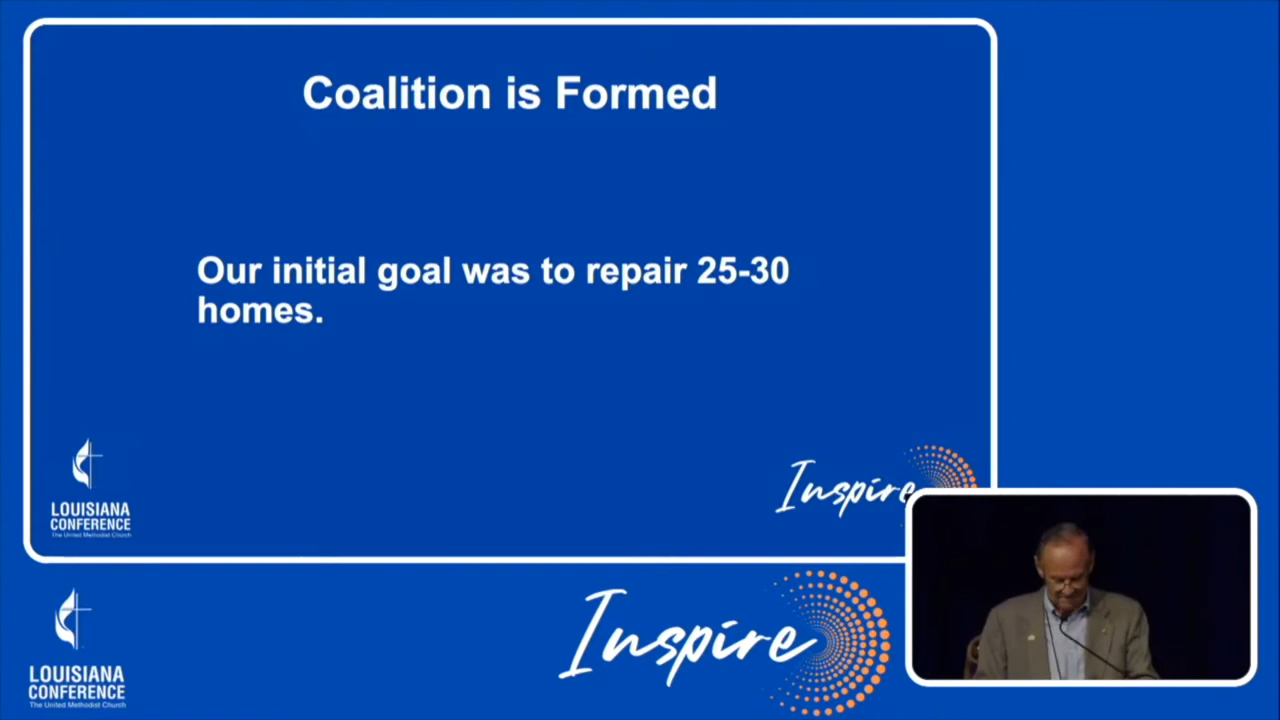 Coalition is Formed
Our initial goal was to repair 25-30
homes.
LOUISIANA
CONFERENCE
The United Methodist Church
Inspire
LOUISIANA
CONFERENCE
The United Methodist Church
Inspire